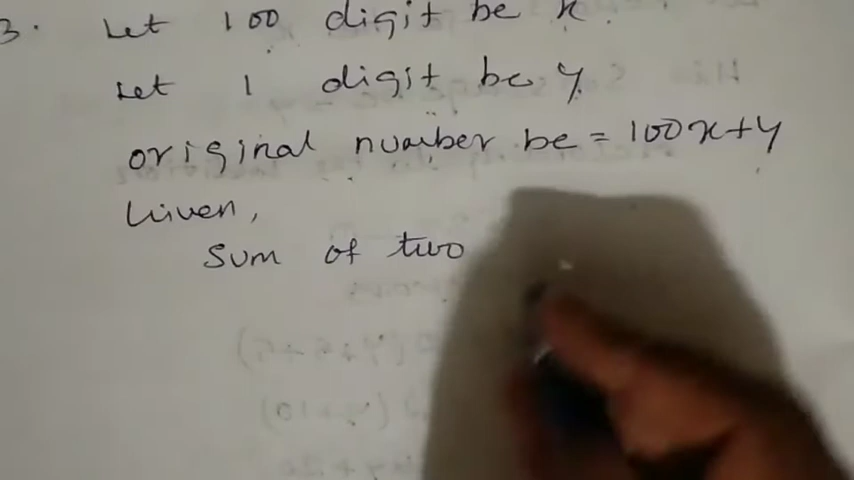 3. Let 100 digit be x.
Let 1 digit be y.
original number be = 100x+y
Given,
Sum of two